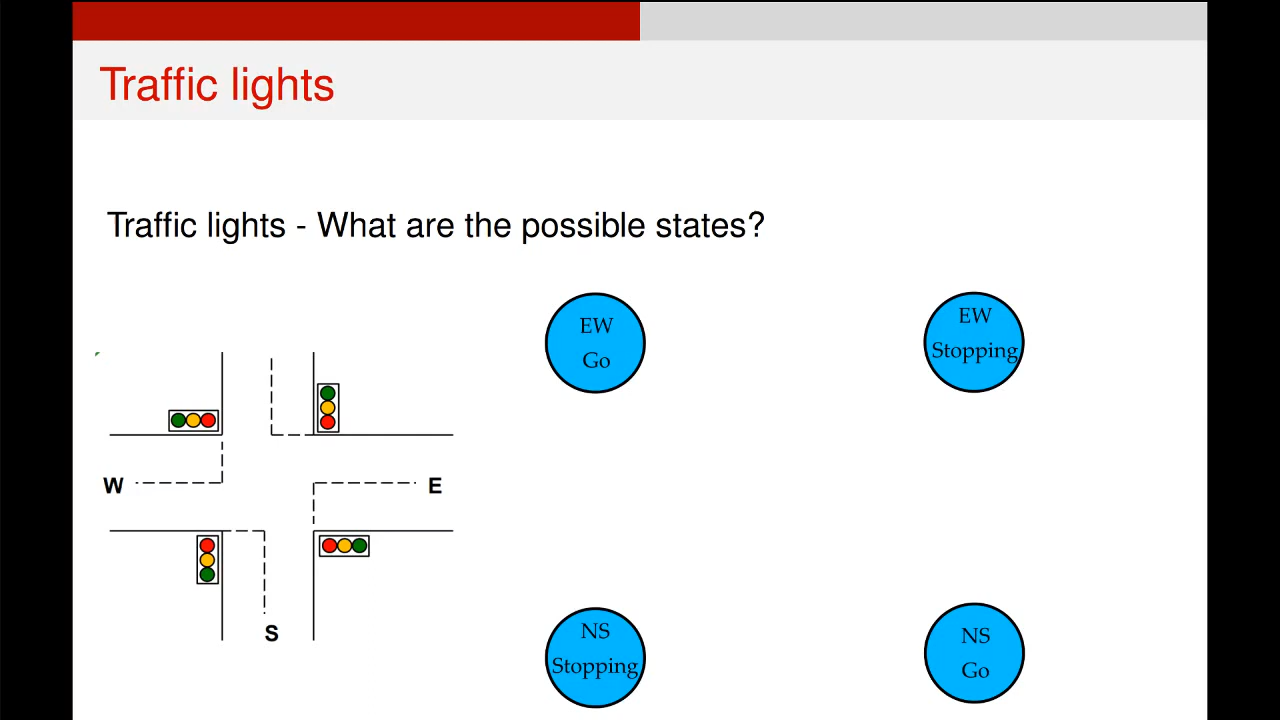 Traffic lights
Traffic lights - What are the possible states?
EW
Go
EW
Stopping
W
E
S
NS
Stopping
NS
Go